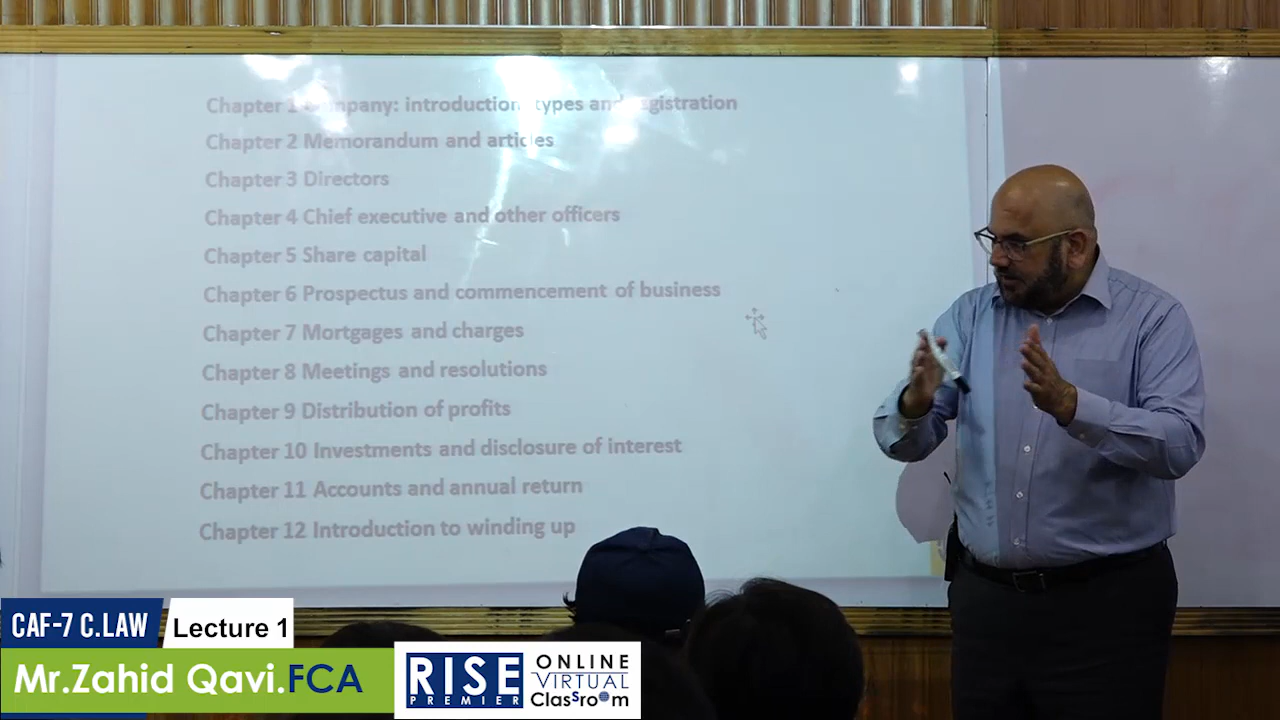 Chapter 1 Company: introduction, types and registration
Chapter 2 Memorandum and articles
Chapter 3 Directors
Chapter 4 Chief executive and other officers
Chapter 5 Share capital
Chapter 6 Prospectus and commencement of business
Chapter 7 Mortgages and charges
Chapter 8 Meetings and resolutions
Chapter 9 Distribution of profits
Chapter 10 Investments and disclosure of interest
Chapter 11 Accounts and annual return
Chapter 12 Introduction to winding up
CAF-7 C.LAW
Lecture 1
Mr.Zahid Qavi.FCA
RISE
PREMIER
ONLINE
VIRTUAL
Classroom